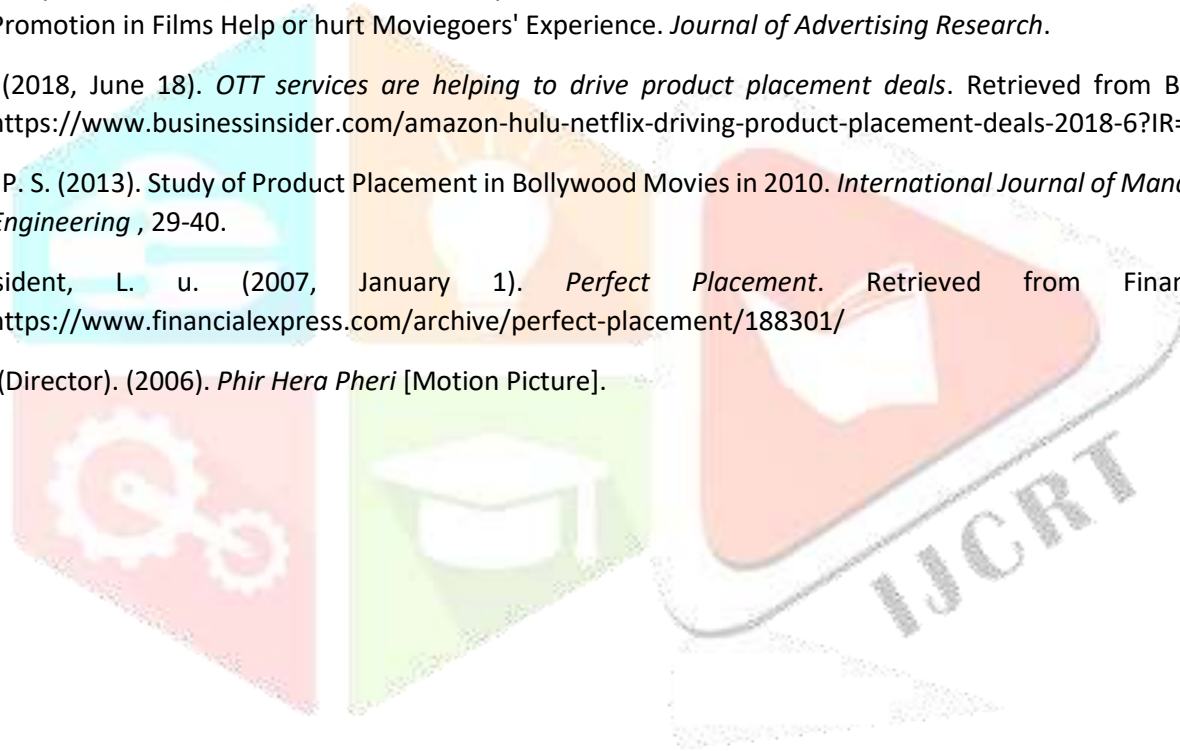 Promotion in Films Help or hurt Moviegoers' Experience. Journal of Advertising Research.
(2018, June 18). OTT services are helping to drive product placement deals. Retrieved from B
https://www.businessinsider.com/amazon-hulu-netflix-driving-product-placement-deals-2018-6?IR=
P. S. (2013). Study of Product Placement in Bollywood Movies in 2010. International Journal of Mana
Engineering , 29-40.
sident, L. u. (2007, January 1). Perfect Placement. Retrieved from Finan
https://www.financialexpress.com/archive/perfect-placement/188301/
(Director). (2006). Phir Hera Pheri [Motion Picture].
IJCRT